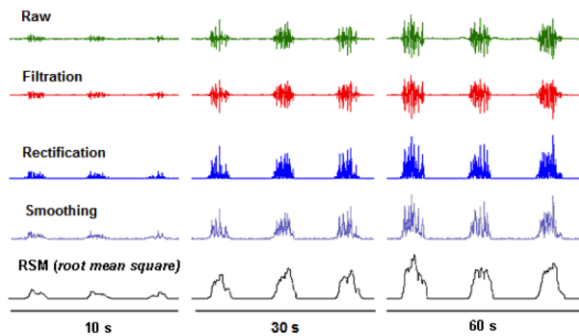 Raw
Filtration
Rectification
Smoothing
RSM (root mean square)
10 s 30 s 60 s